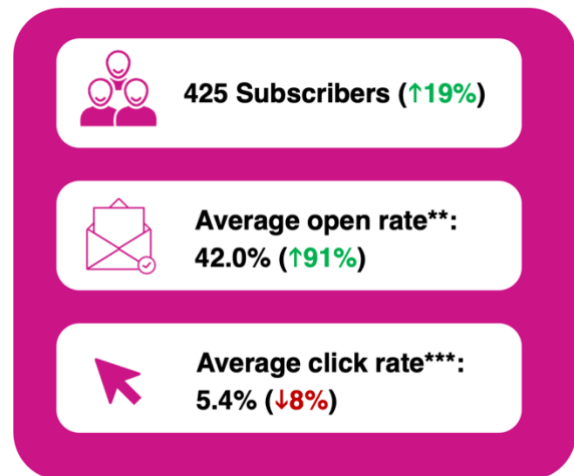 425 Subscribers (↑19%)
Average open rate**:
42.0% (↑91%)
Average click rate***:
5.4% (↓8%)